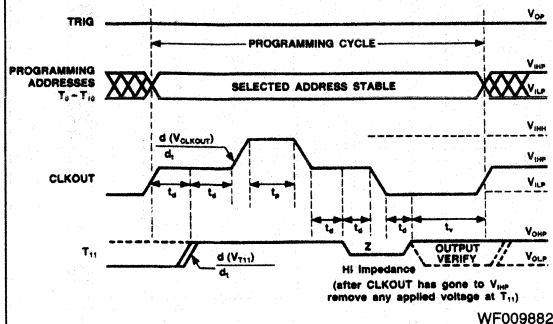 TRIG
V_OP
PROGRAMMING CYCLE
PROGRAMMING
ADDRESSES
T_0 - T_10
SELECTED ADDRESS STABLE
V_IHP
V_ILP
d (V_CLKOUT)
d_t
V_IHH
CLKOUT
V_IHP
V_ILP
t_d t_d t_p
t_d t_d t_d t_v
T_11
d (V_T11)
d_t
Z
OUTPUT
VERIFY
V_OHP
V_OLP
Hi Impedance
(after CLKOUT has gone to V_IHP
remove any applied voltage at T_11)
WF009882